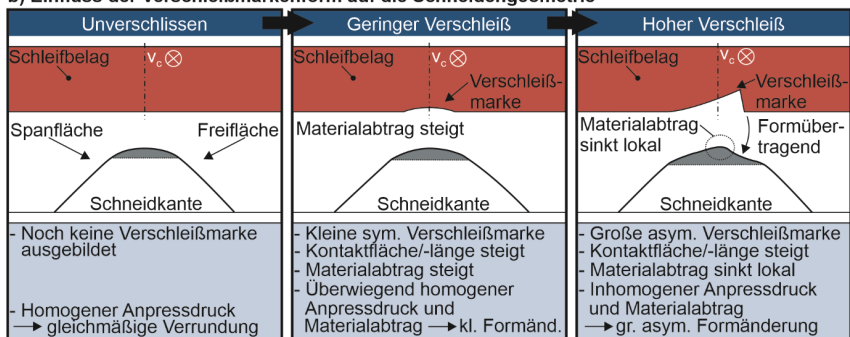 b) Einfluss der Verschleißmarkenform auf die Schneidengeometrie
Unverschlissen
Schleifbelag
vc
Spanfläche
Freifläche
Schneidkante
- Noch keine Verschleißmarke
ausgebildet
- Homogener Anpressdruck
→ gleichmäßige Verrundung
Geringer Verschleiß
Schleifbelag
vc
Verschleiß-
marke
Materialabtrag steigt
Schneidkante
- Kleine sym. Verschleißmarke
- Kontaktfläche/-länge steigt
- Materialabtrag steigt
- Überwiegend homogener
Anpressdruck und
Materialabtrag → kl. Formänd.
Hoher Verschleiß
Schleifbelag
vc
Verschleiß-
marke
Materialabtrag
sinkt lokal
Formüber-
tragend
Schneidkante
- Große asym. Verschleißmarke
- Kontaktfläche/-länge steigt
- Materialabtrag sinkt lokal
- Inhomogener Anpressdruck
und Materialabtrag
→ gr. asym. Formänderung